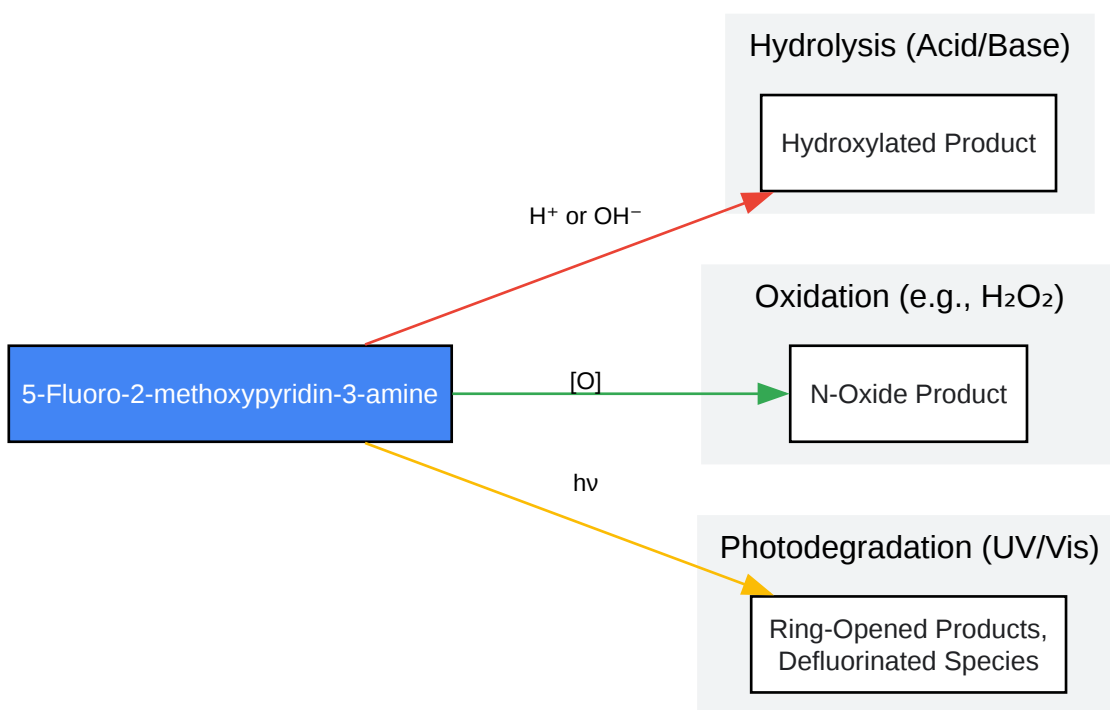 Hydrolysis (Acid/Base)
Hydroxylated Product
H⁺ or OH⁻
Oxidation (e.g., H₂O₂)
5-Fluoro-2-methoxypyridin-3-amine
[O]
N-Oxide Product
hν
Photodegradation (UV/Vis)
Ring-Opened Products,
Defluorinated Species